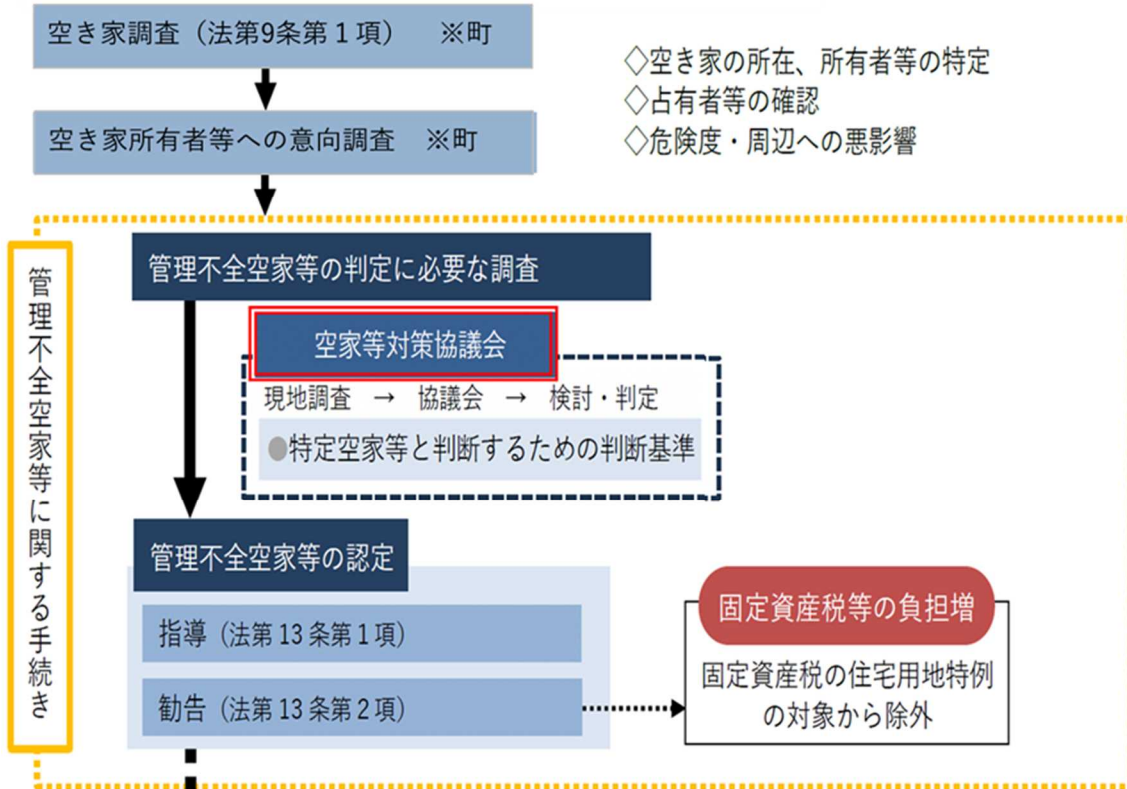 空き家調査（法第9条第１項）　※町
◇空き家の所在、所有者等の特定
◇占有者等の確認
◇危険度・周辺への悪影響
空き家所有者等への意向調査　※町
管理不全空家等に関する手続き
管理不全空家等の判定に必要な調査
空家等対策協議会
現地調査　→　協議会　→　検討・判定
●特定空家等と判断するための判断基準
管理不全空家等の認定
指導（法第 13 条第 1 項）
勧告（法第 13 条第 2 項）
固定資産税等の負担増
固定資産税の住宅用地特例
の対象から除外